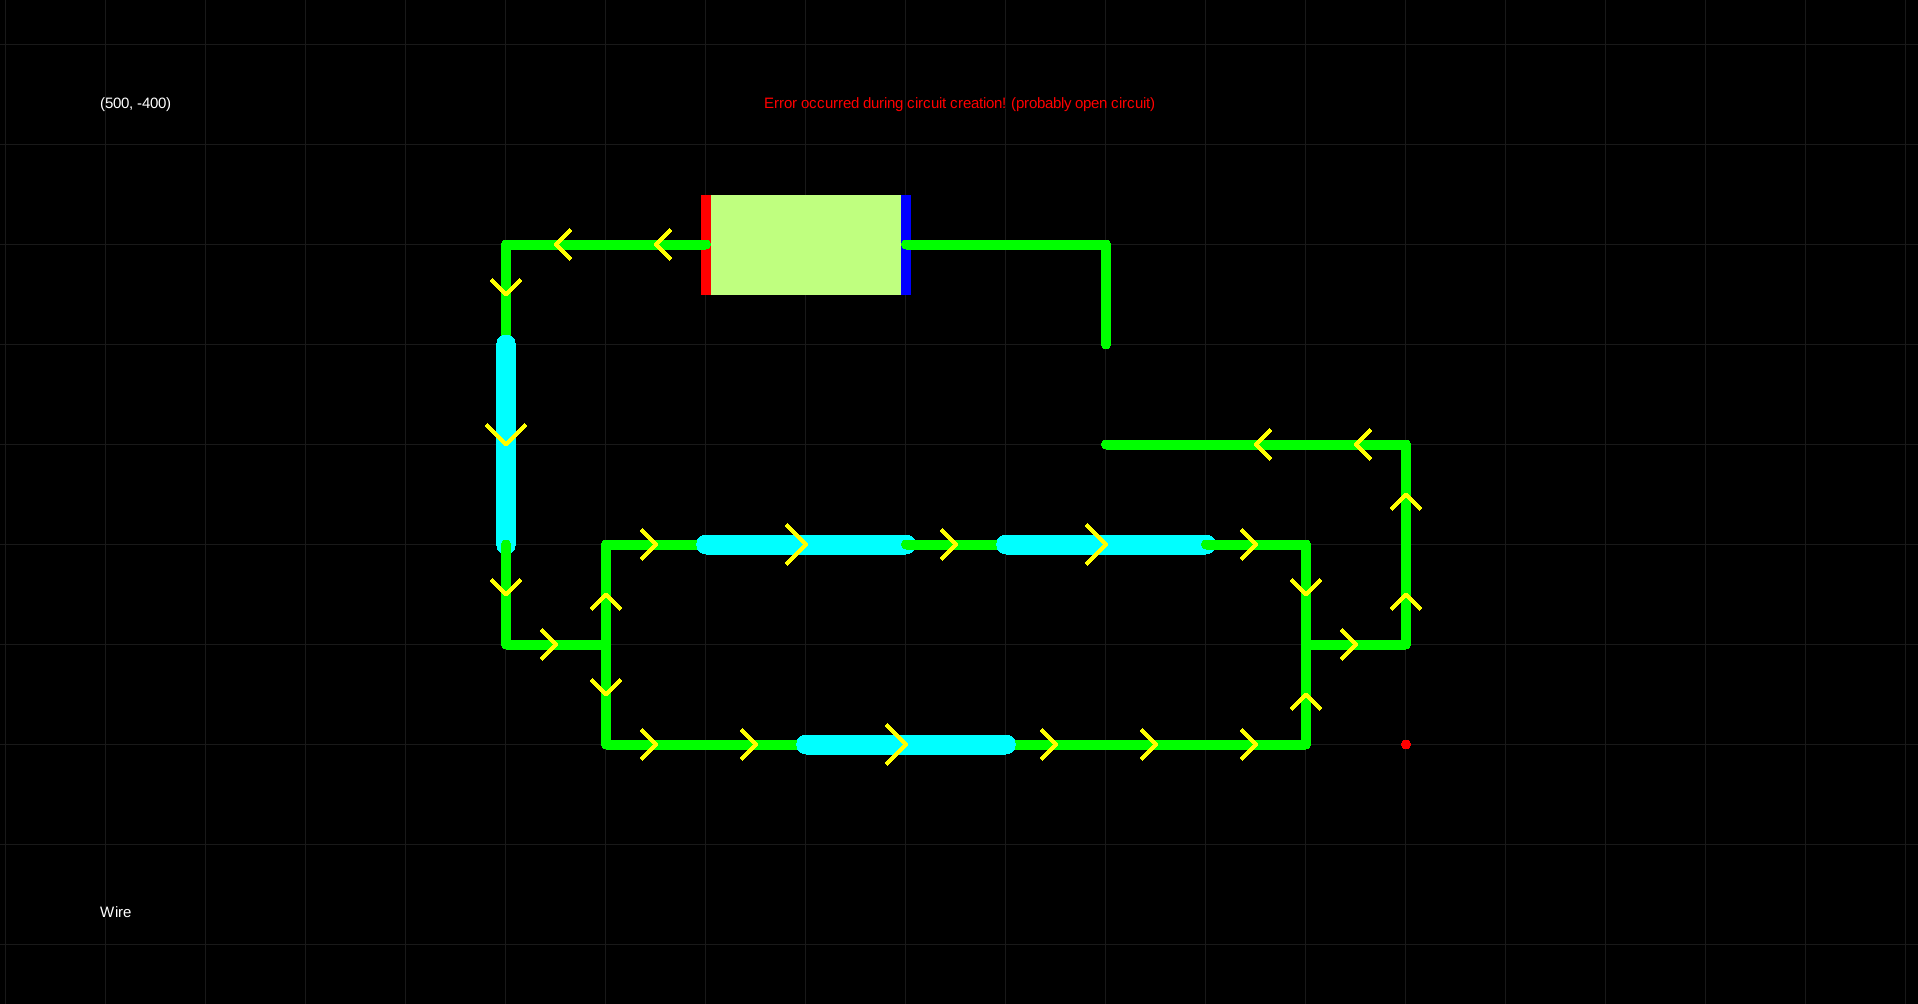 (500, -400)
Error occurred during circuit creation! (probably open circuit)
Wire